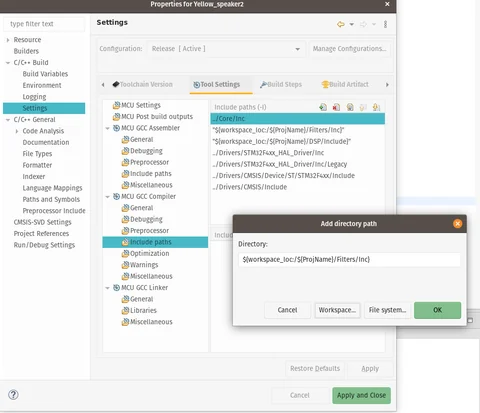 Properties for Yellow_speaker2
type filter text
Settings
Resource
Builders
C/C++ Build
Build Variables
Environment
Logging
Settings
C/C++ General
Code Analysis
Documentation
File Types
Formatter
Indexer
Language Mappings
Paths and Symbols
Preprocessor Include
CMSIS-SVD Settings
Project References
Run/Debug Settings
Configuration:
Release [ Active ]
Manage Configurations...
Toolchain Version
Tool Settings
Build Steps
Build Artifact
MCU Settings
MCU Post build outputs
MCU GCC Assembler
General
Debugging
Preprocessor
Include paths
Miscellaneous
MCU GCC Compiler
General
Debugging
Preprocessor
Include paths
Optimization
Warnings
Miscellaneous
MCU GCC Linker
General
Libraries
Miscellaneous
Include paths (-I)
../Core/Inc
"${workspace_loc:/${ProjName}/Filters/Inc}"
"${workspace_loc:/${ProjName}/DSP/Include}"
../Drivers/STM32F4xx_HAL_Driver/Inc
../Drivers/STM32F4xx_HAL_Driver/Inc/Legacy
../Drivers/CMSIS/Device/ST/STM32F4xx/Include
../Drivers/CMSIS/Include
Include
Add directory path
Directory:
${workspace_loc:/${ProjName}/Filters/Inc}
Cancel
Workspace...
File system...
OK
Restore Defaults
Apply
Cancel
Apply and Close